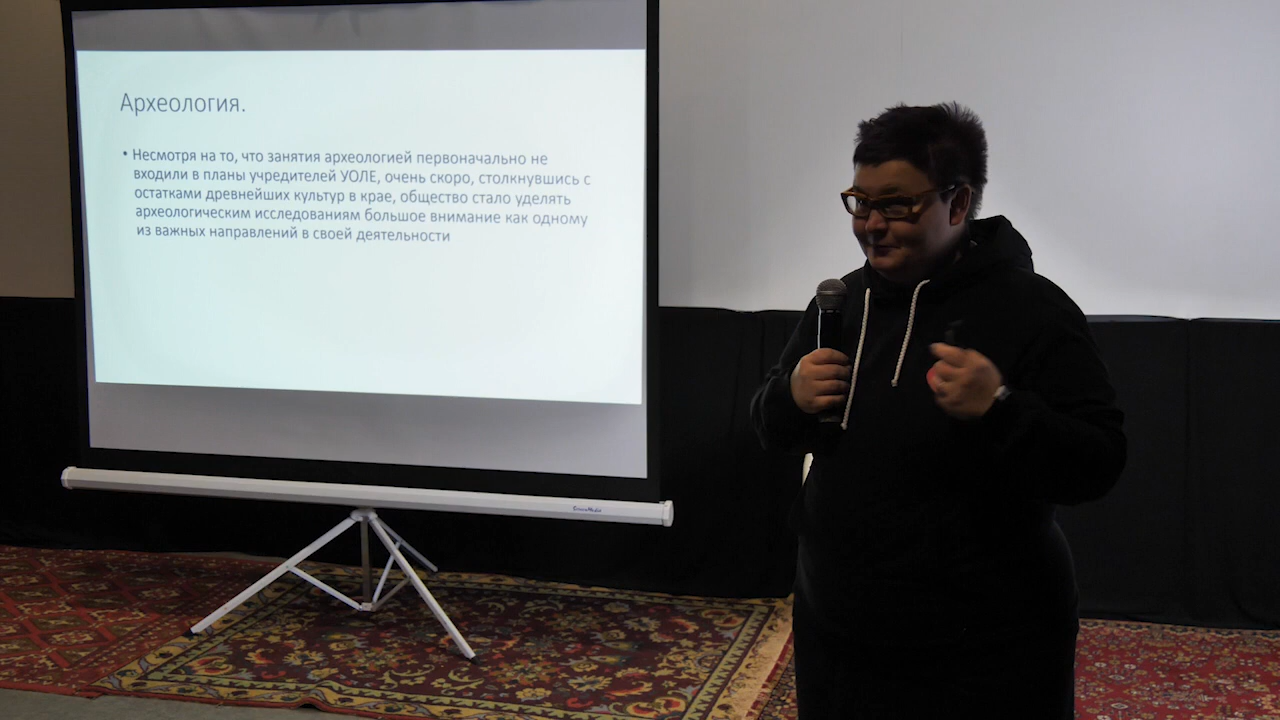 Археология.
• Несмотря на то, что занятия археологией первоначально не
входили в планы учредителей УОЛЕ, очень скоро, столкнувшись с
остатками древнейших культур в крае, общество стало уделять
археологическим исследованиям большое внимание как одному
из важных направлений в своей деятельности